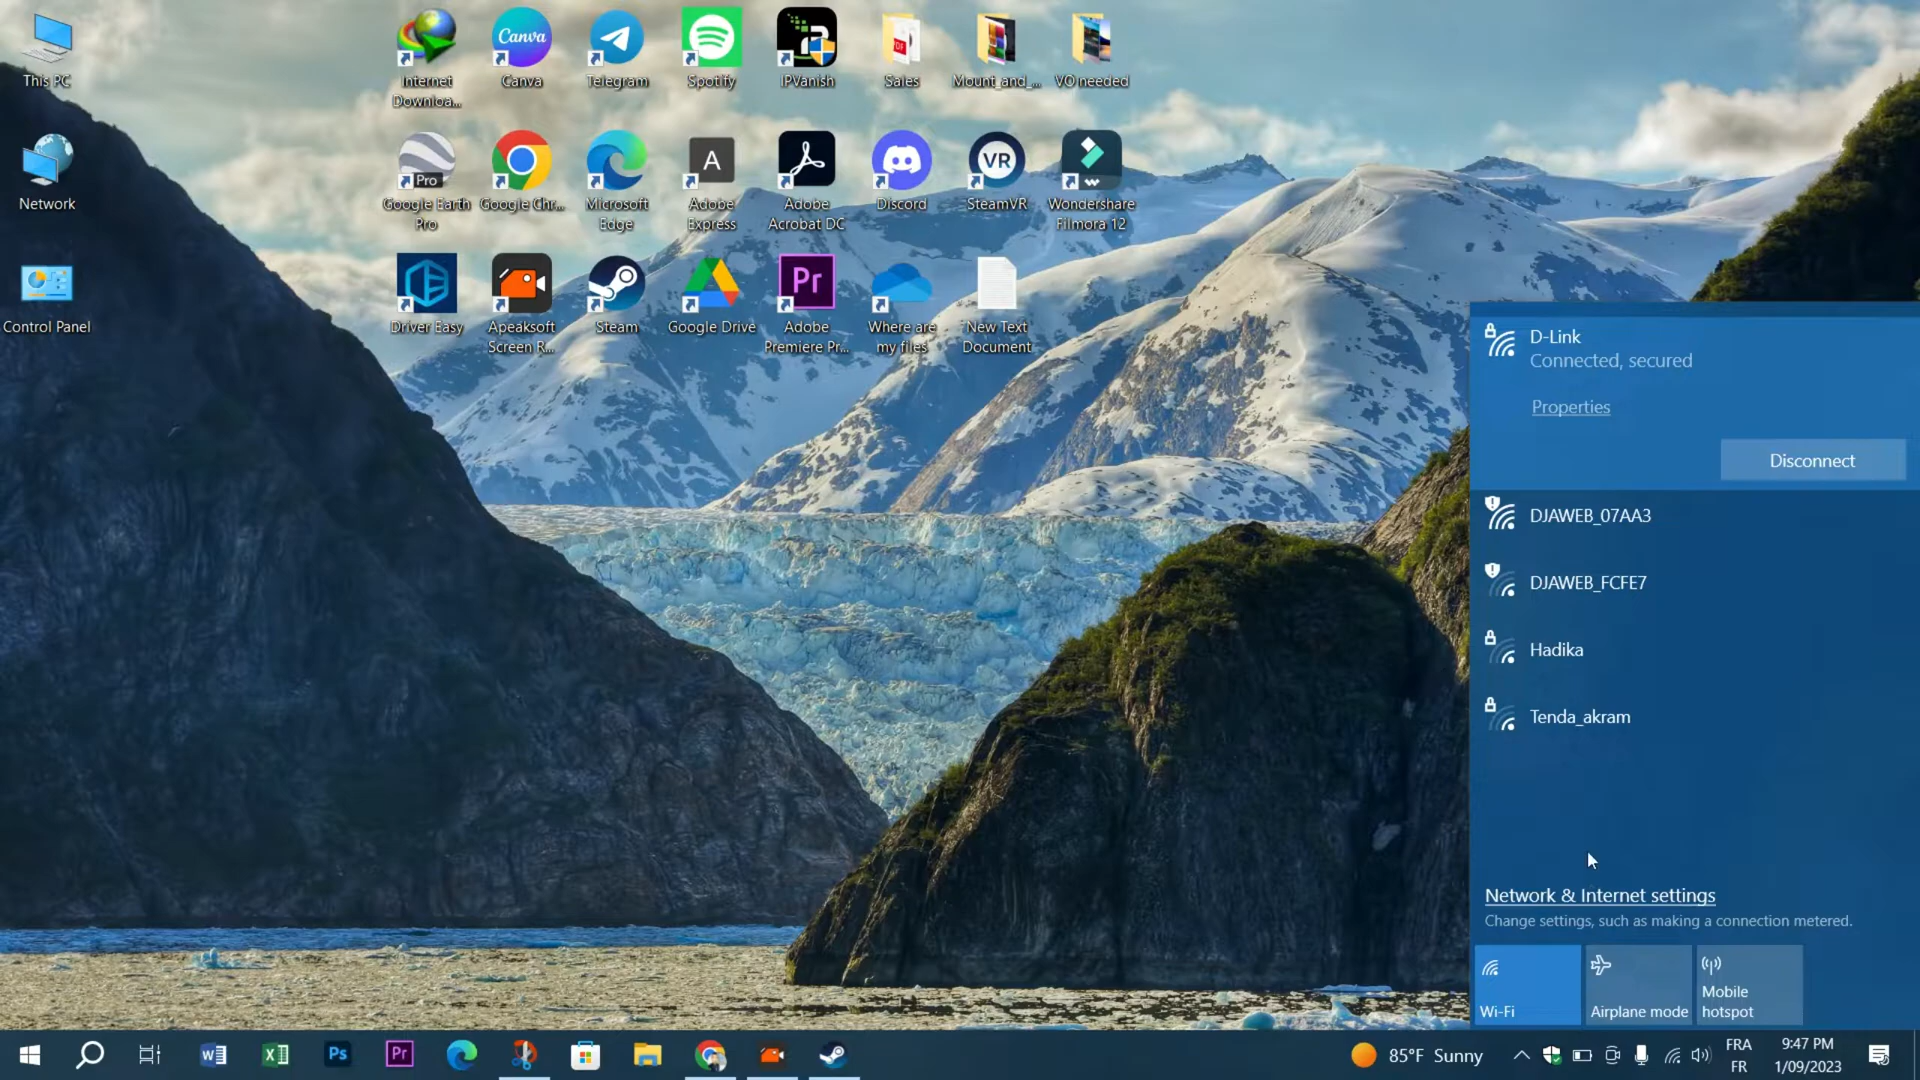 This PC
Internet
Downloa...
Canva
Canva
Telegram
Spotify
IPVanish
PDF
Sales
Mount_and_...
VO needed
Network
Pro
Google Earth
Pro
Google Chr...
Microsoft
Edge
A
Adobe
Express
Adobe
Acrobat DC
Discord
VR
SteamVR
Wondershare
Filmora 12
Control Panel
Driver Easy
Apeaksoft
Screen R...
Steam
Google Drive
Pr
Adobe
Premiere Pr...
Where are
my files
New Text
Document
D-Link
Connected, secured
Properties
Disconnect
DJAWEB_07AA3
DJAWEB_FCFE7
Hadika
Tenda_akram
Network & Internet settings
Change settings, such as making a connection metered.
Wi-Fi
Airplane mode
Mobile
hotspot
Ps
Pr
85°F Sunny
FRA
FR
9:47 PM
1/09/2023